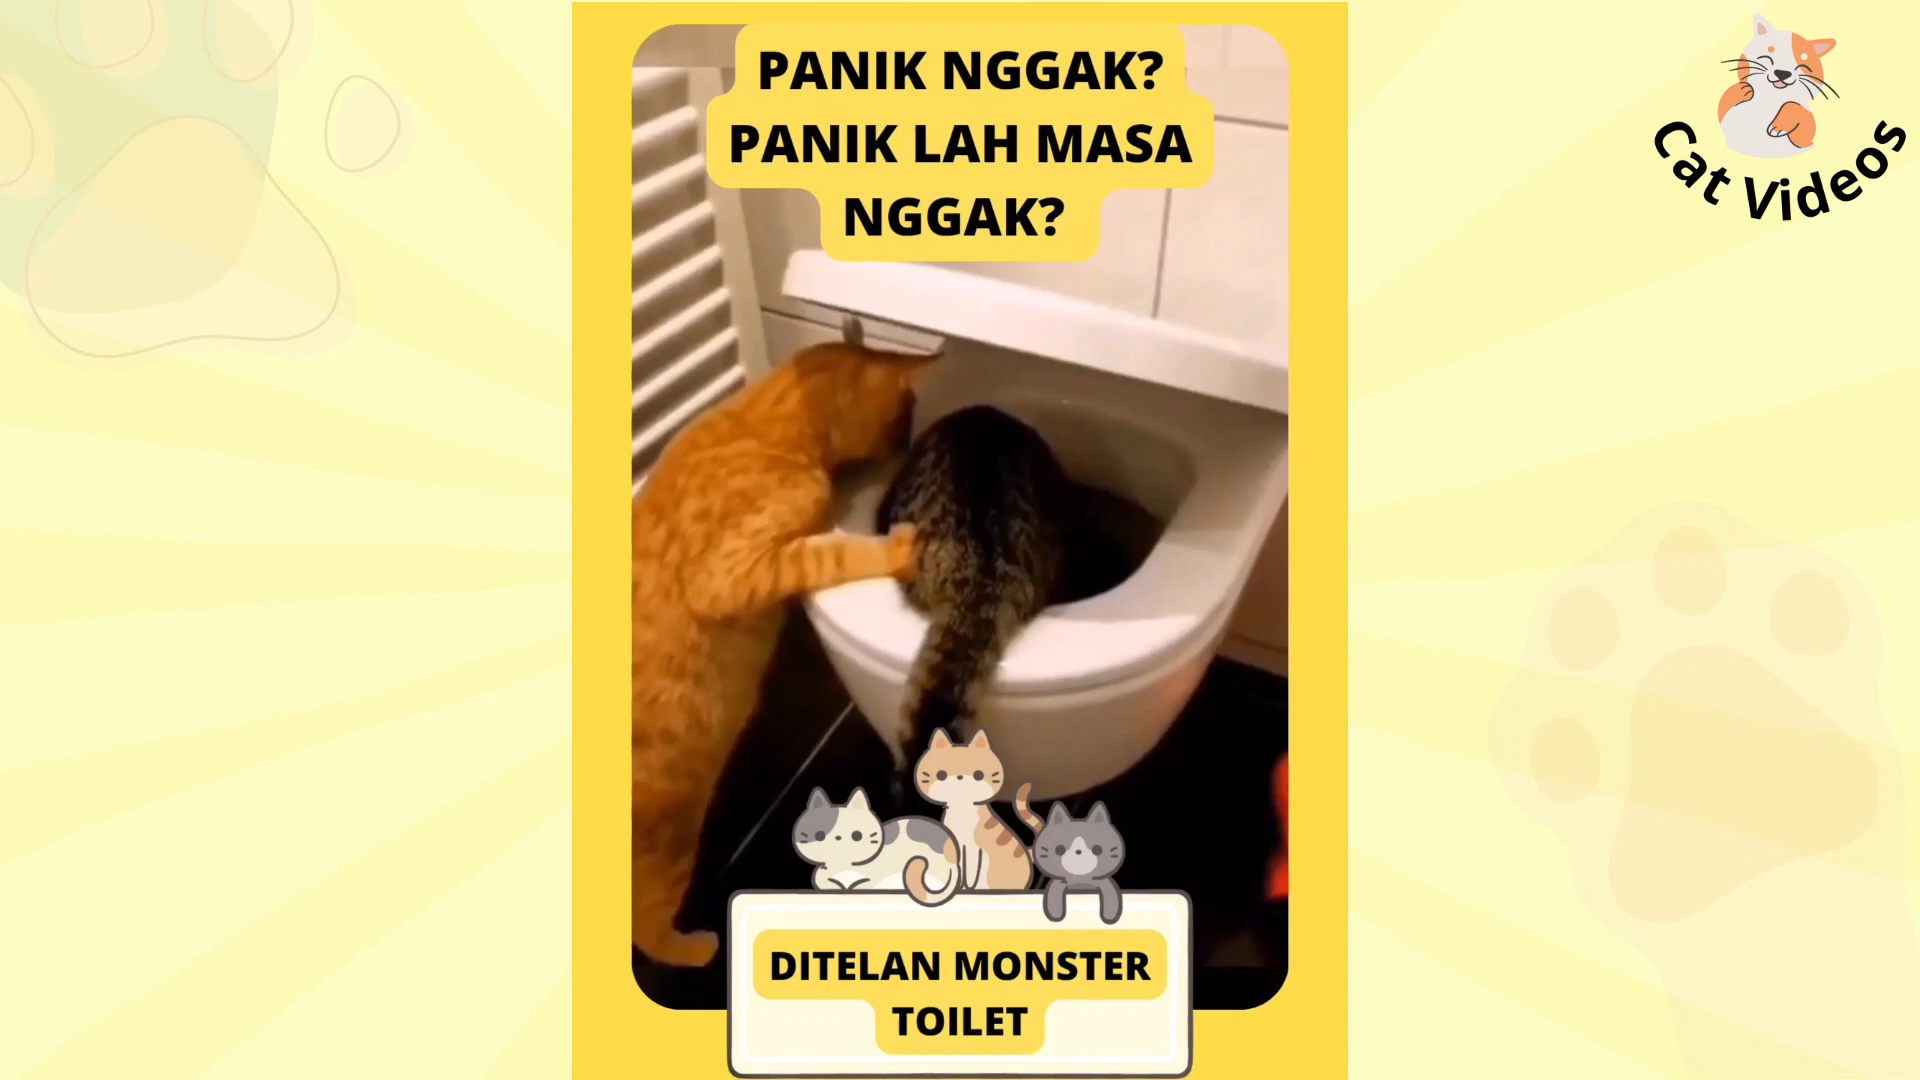 PANIK NGGAK?
PANIK LAH MASA
NGGAK?
Cat Videos
DITELAN MONSTER
TOILET